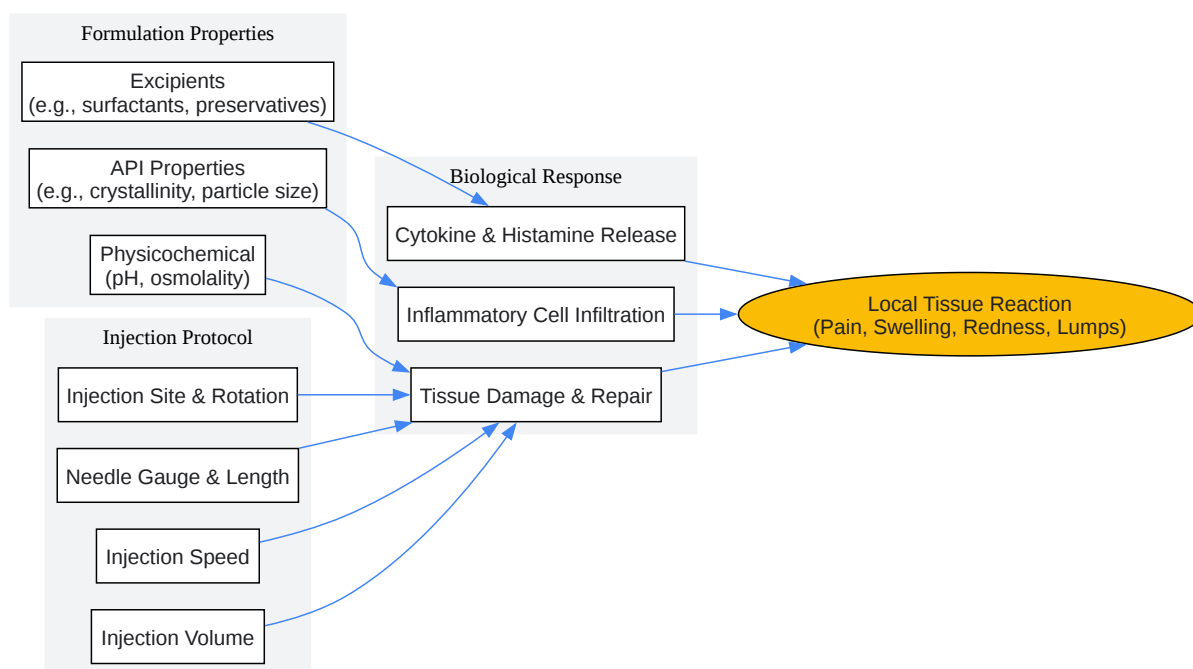 Formulation Properties
Excipients
(e.g., surfactants, preservatives)
API Properties
(e.g., crystallinity, particle size)
Physicochemical
(pH, osmolality)
Injection Protocol
Injection Site & Rotation
Needle Gauge & Length
Injection Speed
Injection Volume
Biological Response
Cytokine & Histamine Release
Inflammatory Cell Infiltration
Tissue Damage & Repair
Local Tissue Reaction
(Pain, Swelling, Redness, Lumps)